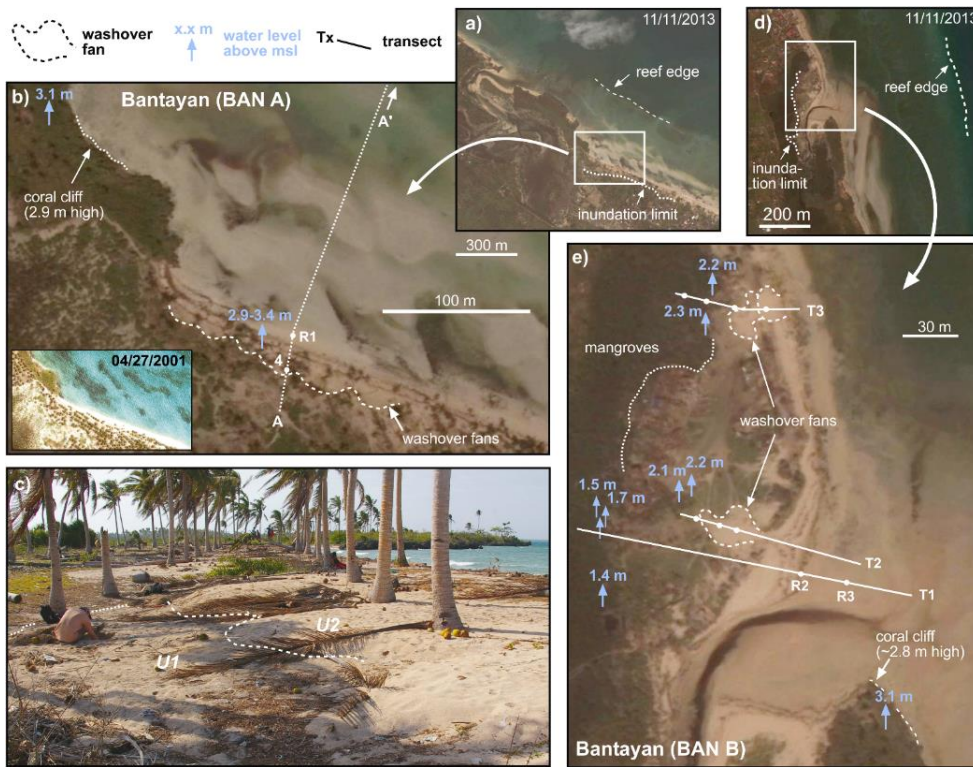 washover
fan
x.x m
water level
above msl
Tx
transect
a)
11/11/2013
reef edge
inundation limit
300 m
d)
11/11/2013
reef edge
inunda-
tion limit
200 m
b)
3.1 m
Bantayan (BAN A)
A'
coral cliff
(2.9 m high)
100 m
2.9-3.4 m
R1
4
A
washover fans
04/27/2001
c)
U2
U1
e)
2.2 m
2.3 m
T3
30 m
mangroves
washover
fans
2.1 m
2.2 m
1.5 m
1.7 m
T2
1.4 m
R2
R3
T1
coral cliff
(~2.8 m high)
3.1 m
Bantayan (BAN B)